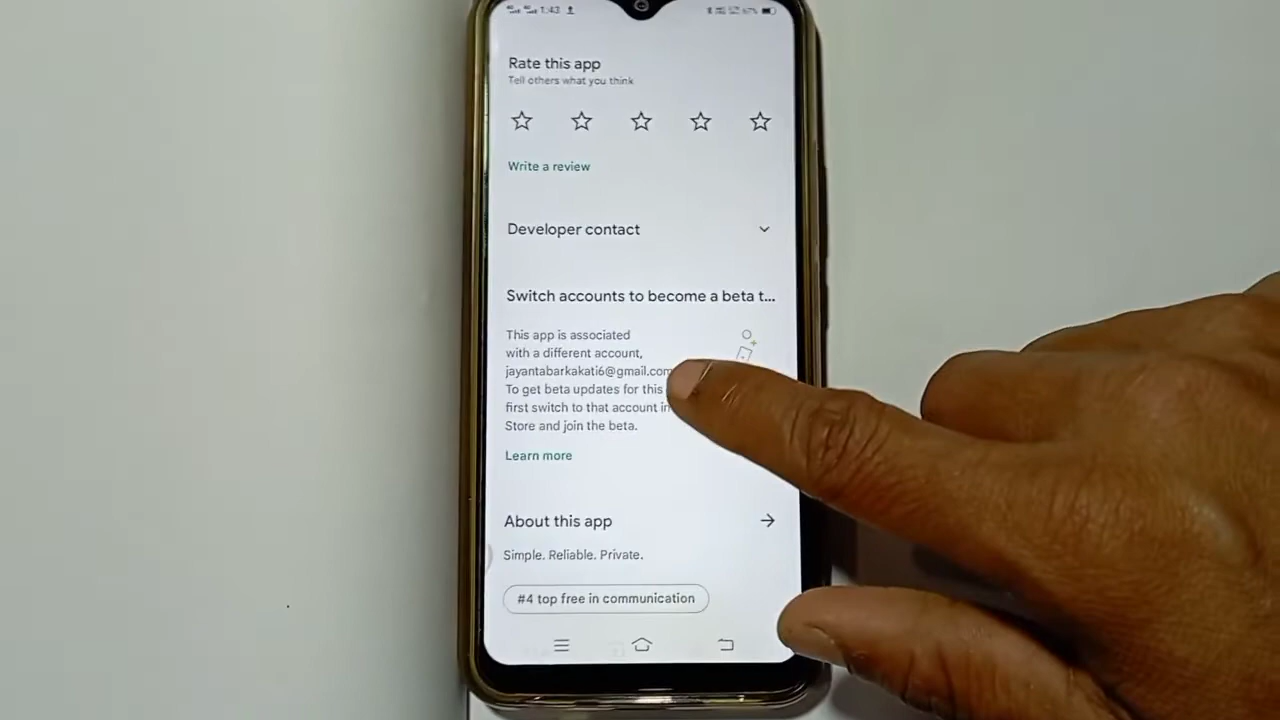 1:43
67%
Rate this app
Tell others what you think
Write a review
Developer contact
Switch accounts to become a beta t...
This app is associated
with a different account,
jayantabarkakati6@gmail.com
To get beta updates for this
first switch to that account in
Store and join the beta.
Learn more
About this app
Simple. Reliable. Private.
#4 top free in communication